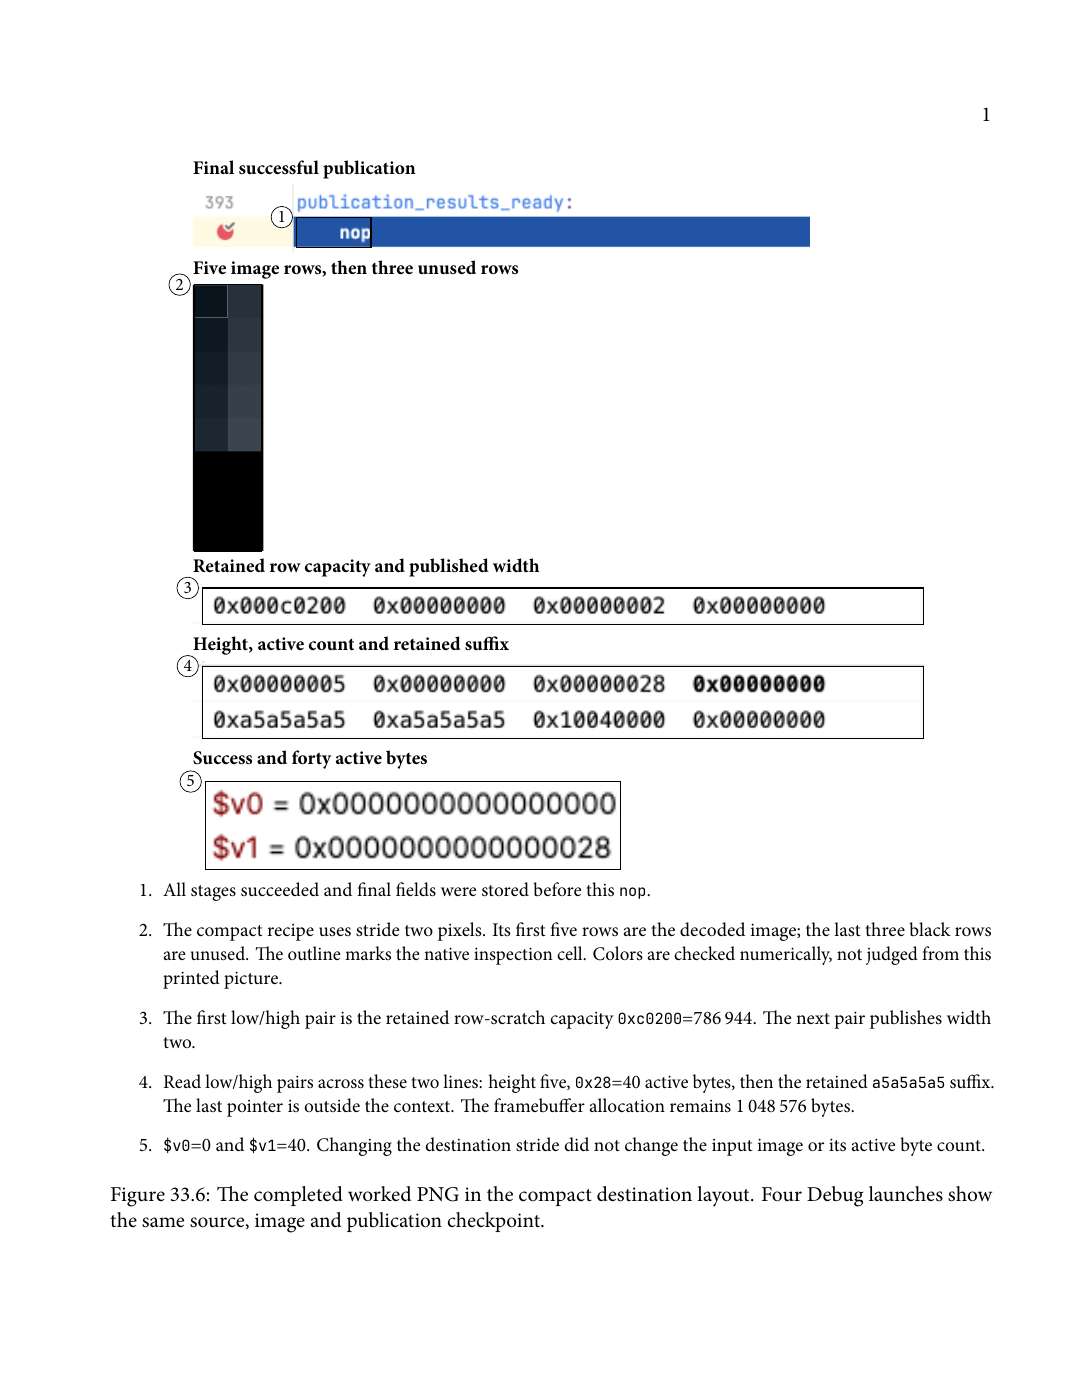 1
Final successful publication
393 publication_results_ready:
1 nop
Five image rows, then three unused rows
2
Retained row capacity and published width
3
0x000c0200 0x00000000 0x00000002 0x00000000
Height, active count and retained suffix
4
0x00000005 0x00000000 0x00000028 0x00000000
0xa5a5a5a5 0xa5a5a5a5 0x10040000 0x00000000
Success and forty active bytes
5
$v0 = 0x0000000000000000
$v1 = 0x0000000000000028
1. All stages succeeded and final fields were stored before this nop.
2. The compact recipe uses stride two pixels. Its first five rows are the decoded image; the last three black rows
are unused. The outline marks the native inspection cell. Colors are checked numerically, not judged from this
printed picture.
3. The first low/high pair is the retained row-scratch capacity 0xc0200=786 944. The next pair publishes width
two.
4. Read low/high pairs across these two lines: height five, 0x28=40 active bytes, then the retained a5a5a5a5 suffix.
The last pointer is outside the context. The framebuffer allocation remains 1 048 576 bytes.
5. $v0=0 and $v1=40. Changing the destination stride did not change the input image or its active byte count.
Figure 33.6: The completed worked PNG in the compact destination layout. Four Debug launches show
the same source, image and publication checkpoint.